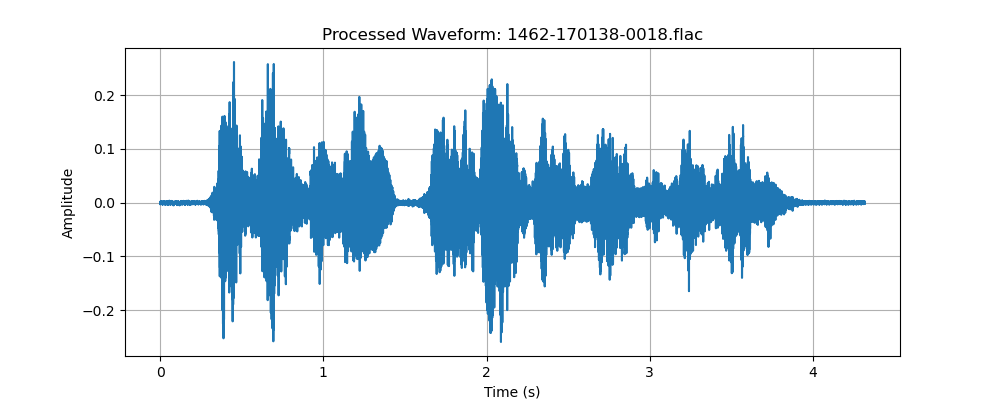 Processed Waveform: 1462-170138-0018.flac
0.2
0.1
0.0
−0.1
−0.2
Amplitude
0 1 2 3 4
Time (s)